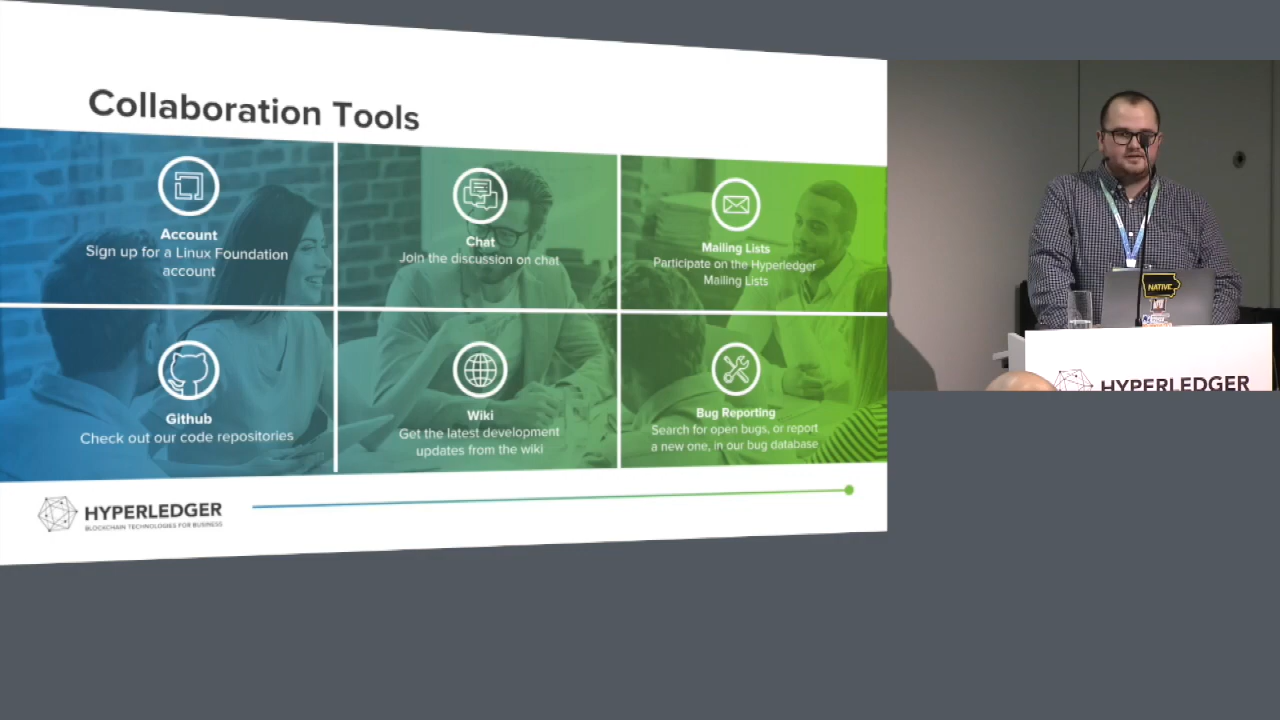 Collaboration Tools
Account
Sign up for a Linux Foundation
account
Chat
Join the discussion on chat
Mailing Lists
Participate on the Hyperledger
Mailing Lists
Github
Check out our code repositories
Wiki
Get the latest development
updates from the wiki
Bug Reporting
Search for open bugs, or report
a new one, in our bug database
HYPERLEDGER
BLOCKCHAIN TECHNOLOGIES FOR BUSINESS
NATIVE
HYPERLEDGER